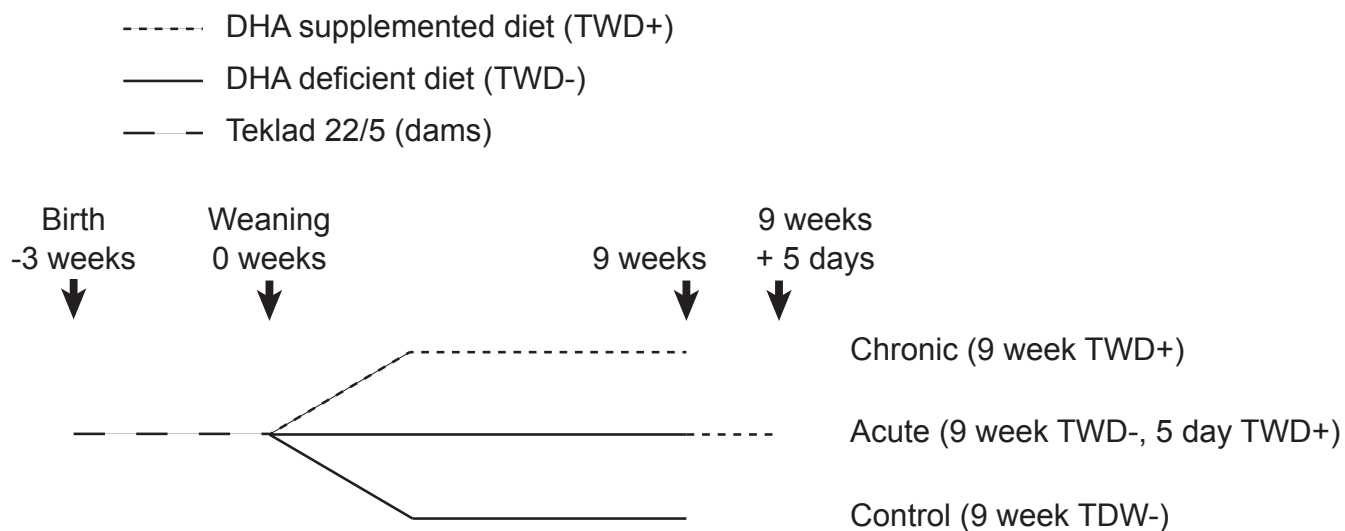 DHA supplemented diet (TWD+)
DHA deficient diet (TWD-)
Teklad 22/5 (dams)
Birth
-3 weeks
Weaning
0 weeks
9 weeks
9 weeks
+ 5 days
Chronic (9 week TWD+)
Acute (9 week TWD-, 5 day TWD+)
Control (9 week TDW-)